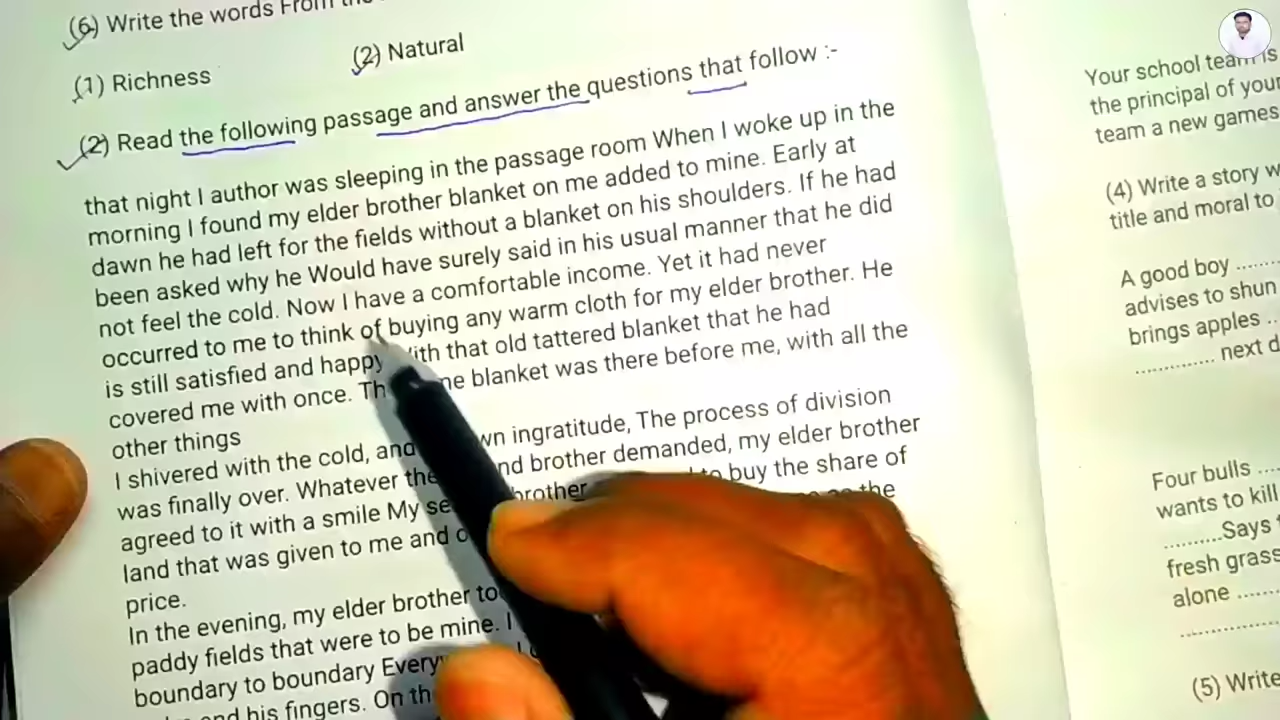 (6) Write the words From
(1) Richness
(2) Natural
(2) Read the following passage and answer the questions that follow :-
that night I author was sleeping in the passage room When I woke up in the
morning I found my elder brother blanket on me added to mine. Early at
dawn he had left for the fields without a blanket on his shoulders. If he had
been asked why he Would have surely said in his usual manner that he did
not feel the cold. Now I have a comfortable income. Yet it had never
occurred to me to think of buying any warm cloth for my elder brother. He
is still satisfied and happy with that old tattered blanket that he had
covered me with once. blanket was there before me, with all the
other things
I shivered with the cold, and ingratitude, The process of division
was finally over. Whatever brother demanded, my elder brother
agreed to it with a smile My brother to buy the share of
land that was given to me and the
price.
In the evening, my elder brother
paddy fields that were to be mine. I
boundary to boundary
and his fingers. On
Your school team is
the principal of your
team a new games
(4) Write a story
title and moral to
A good boy ........
advises to shun
brings apples ..
.............. next
Four bulls ....
wants to kill
..........Says
fresh grass
alone ........
(5) Write